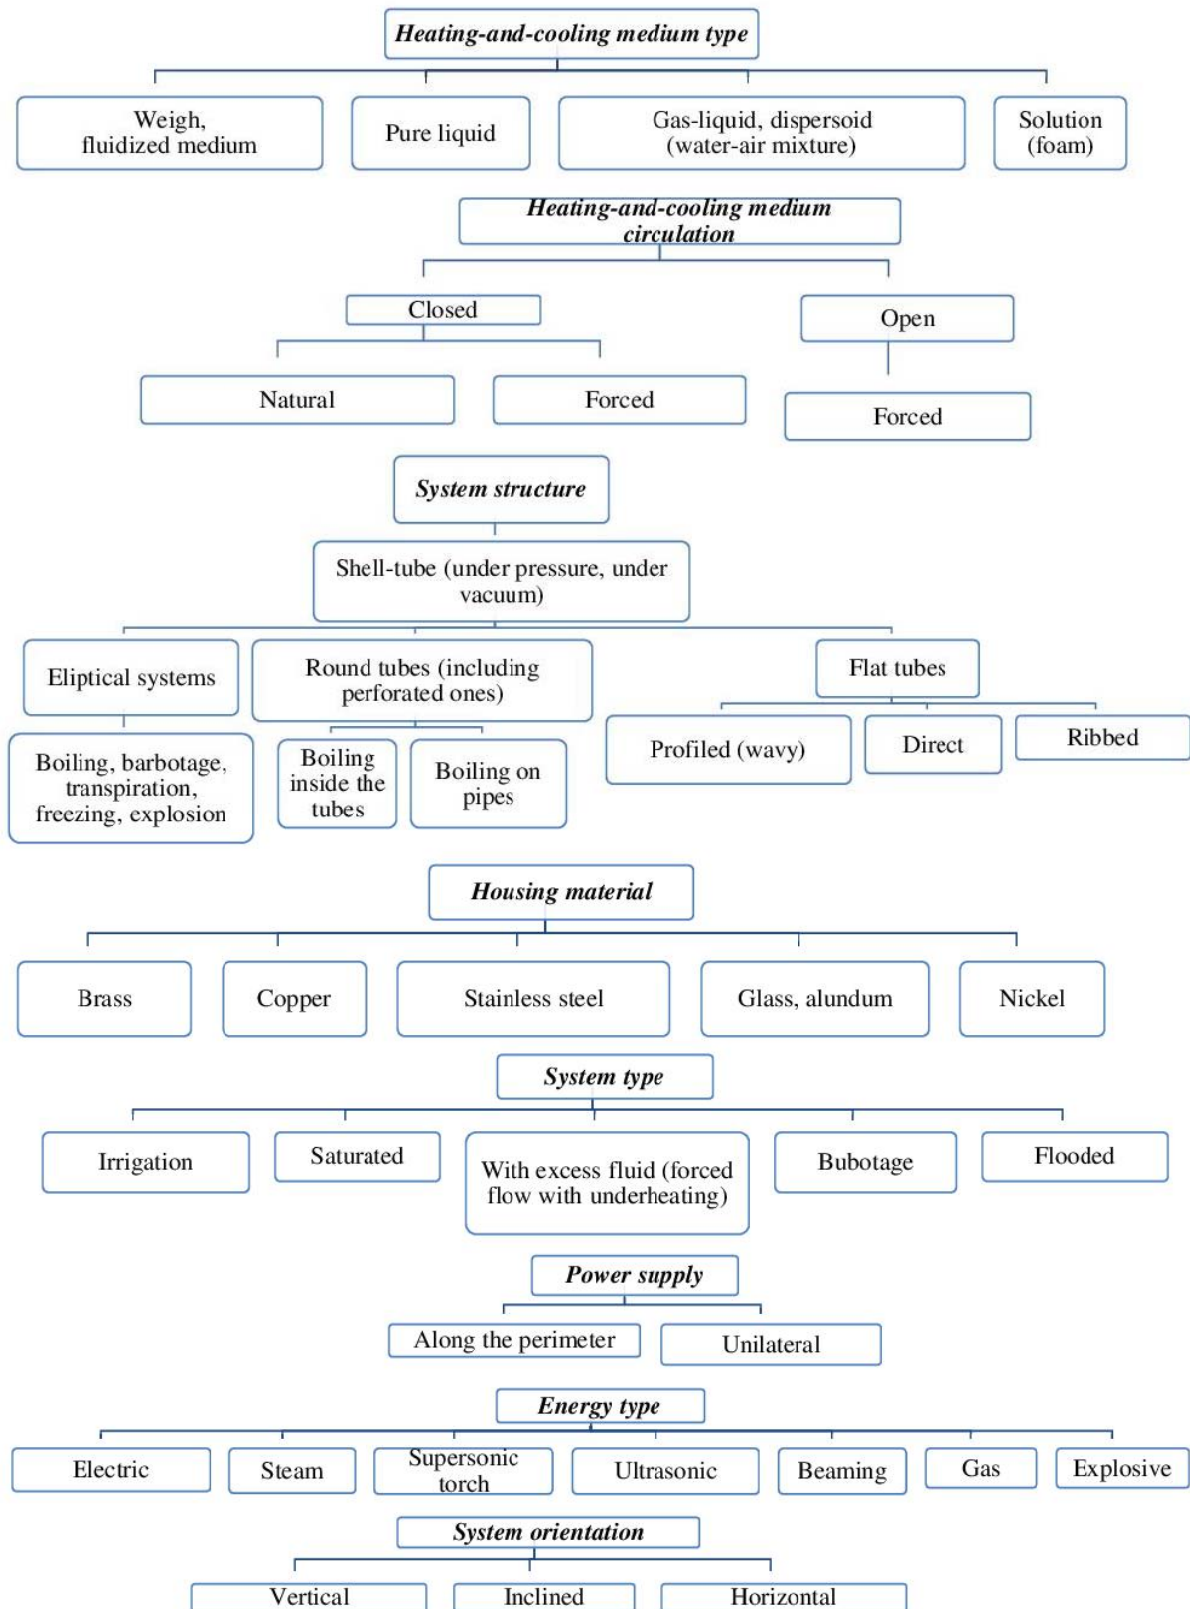 Heating-and-cooling medium type
Weigh,
fluidized medium
Pure liquid
Gas-liquid, dispersoid
(water-air mixture)
Solution
(foam)
Heating-and-cooling medium
circulation
Closed
Open
Natural
Forced
Forced
System structure
Shell-tube (under pressure, under
vacuum)
Eliptical systems
Round tubes (including
perforated ones)
Flat tubes
Boiling, barbotage,
transpiration,
freezing, explosion
Boiling
inside the
tubes
Boiling on
pipes
Profiled (wavy)
Direct
Ribbed
Housing material
Brass
Copper
Stainless steel
Glass, alundum
Nickel
System type
Irrigation
Saturated
With excess fluid (forced
flow with underheating)
Bubotage
Flooded
Power supply
Along the perimeter
Unilateral
Energy type
Electric
Steam
Supersonic
torch
Ultrasonic
Beaming
Gas
Explosive
System orientation
Vertical
Inclined
Horizontal